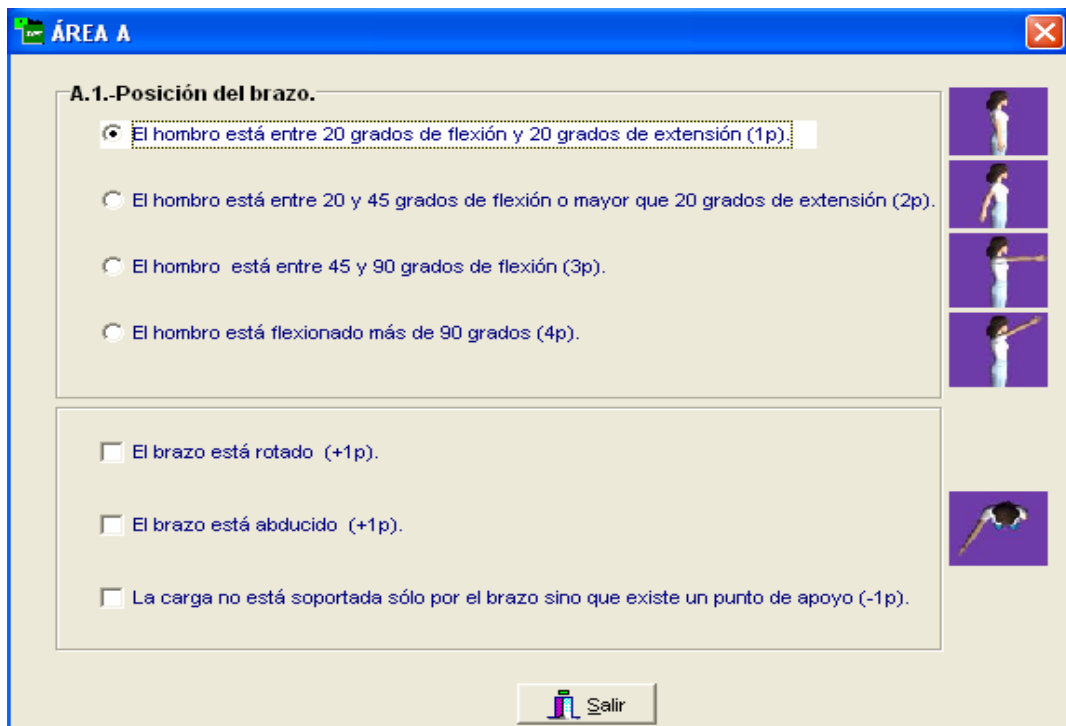 ÁREA A
A.1.-Posición del brazo.
El hombro está entre 20 grados de flexión y 20 grados de extensión (1p).
El hombro está entre 20 y 45 grados de flexión o mayor que 20 grados de extensión (2p).
El hombro está entre 45 y 90 grados de flexión (3p).
El hombro está flexionado más de 90 grados (4p).
El brazo está rotado (+1p).
El brazo está abducido (+1p).
La carga no está soportada sólo por el brazo sino que existe un punto de apoyo (-1p).
Salir